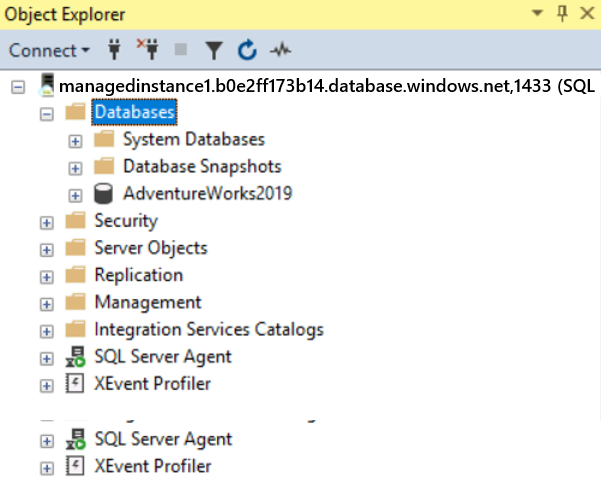 Object Explorer
Connect
managedinstance1.b0e2ff173b14.database.windows.net,1433 (SQL
Databases
System Databases
Database Snapshots
AdventureWorks2019
Security
Server Objects
Replication
Management
Integration Services Catalogs
SQL Server Agent
XEvent Profiler
SQL Server Agent
XEvent Profiler